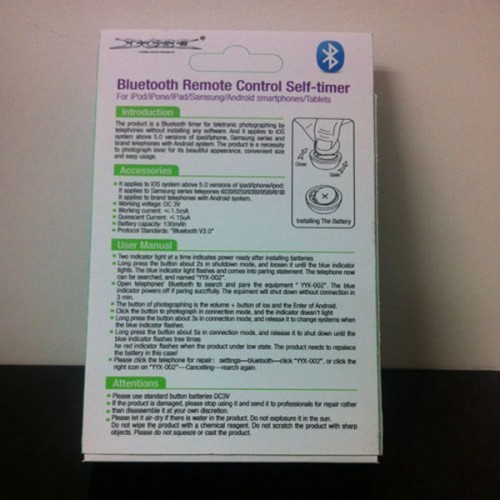 Bluetooth Remote Control Self-timer
For iPod/iPone/iPad/Samsung/Android smartphones/Tablets
Introduction
The product is a Bluetooth timer for teletronic photographing by
telephones without installing any software. And it applies to IOS
system above 5.0 versions of ipad/iphone, Samsung series and
brand telephones with Android system. The product is a necessity
to photograph lover for its beautiful appearance, convenient size
and easy usage.
Close
Open
Installing The Battery
Accessories
It applies to IOS system above 5.0 versions of ipad/iphone/ipod;
It applies to Samsung series telepones
It applies to brand telephones with Android system.
Working voltage: DC 3V
Working current: ≤1.5mA
Quiescent Current: ≤15uA
Battery capacity: 130mAh
Protocol Standards: "Bluetooth V3.0"
User Manual
Two indicator light at a time indicates power ready after installing batteries.
Long press the button about 2s in shutdown mode, and loosen it until the blue indicator
lights. The blue indicator light flashes and comes into paring statement. The telephone now
can be searched, and named "YYX-002".
Open telephones' Bluetooth to search and pare the equipment " YYX-002". The blue
indicator powers off if paring sucsffully. The equipment will shut down without connection in
3 min.
The button of photographing is the volume + button of ios and the Enter of Android.
Click the button to photograph in connection mode, and the indicator doesn't light
Long press the button about 3s in connection mode, and release it to change systems when
the blue indicator flashes.
Long press the button about 5s in connection mode, and release it to shut down until the
blue indicator flashes tree times
he red indicator flashes when the product under low state. The product needs to repalace
the battery in this case!
Please click the telephone for repair: settings—bluetooth—click "YYX-002", or click the
right icon on "YYX-002"—Cancelling—rsearch again.
Attentions
Please use standard button batteries DC3V
If the product is damaged, please stop using it and send it to professionals for repair rather
than disassemble it at your own discretion.
Please let it air-dry if there is water in the product. Do not explosure it in the sun.
Do not wipe the product with a chemical reagent. Do not scratch the product with sharp
objects. Please do not squeeze or cast the product.